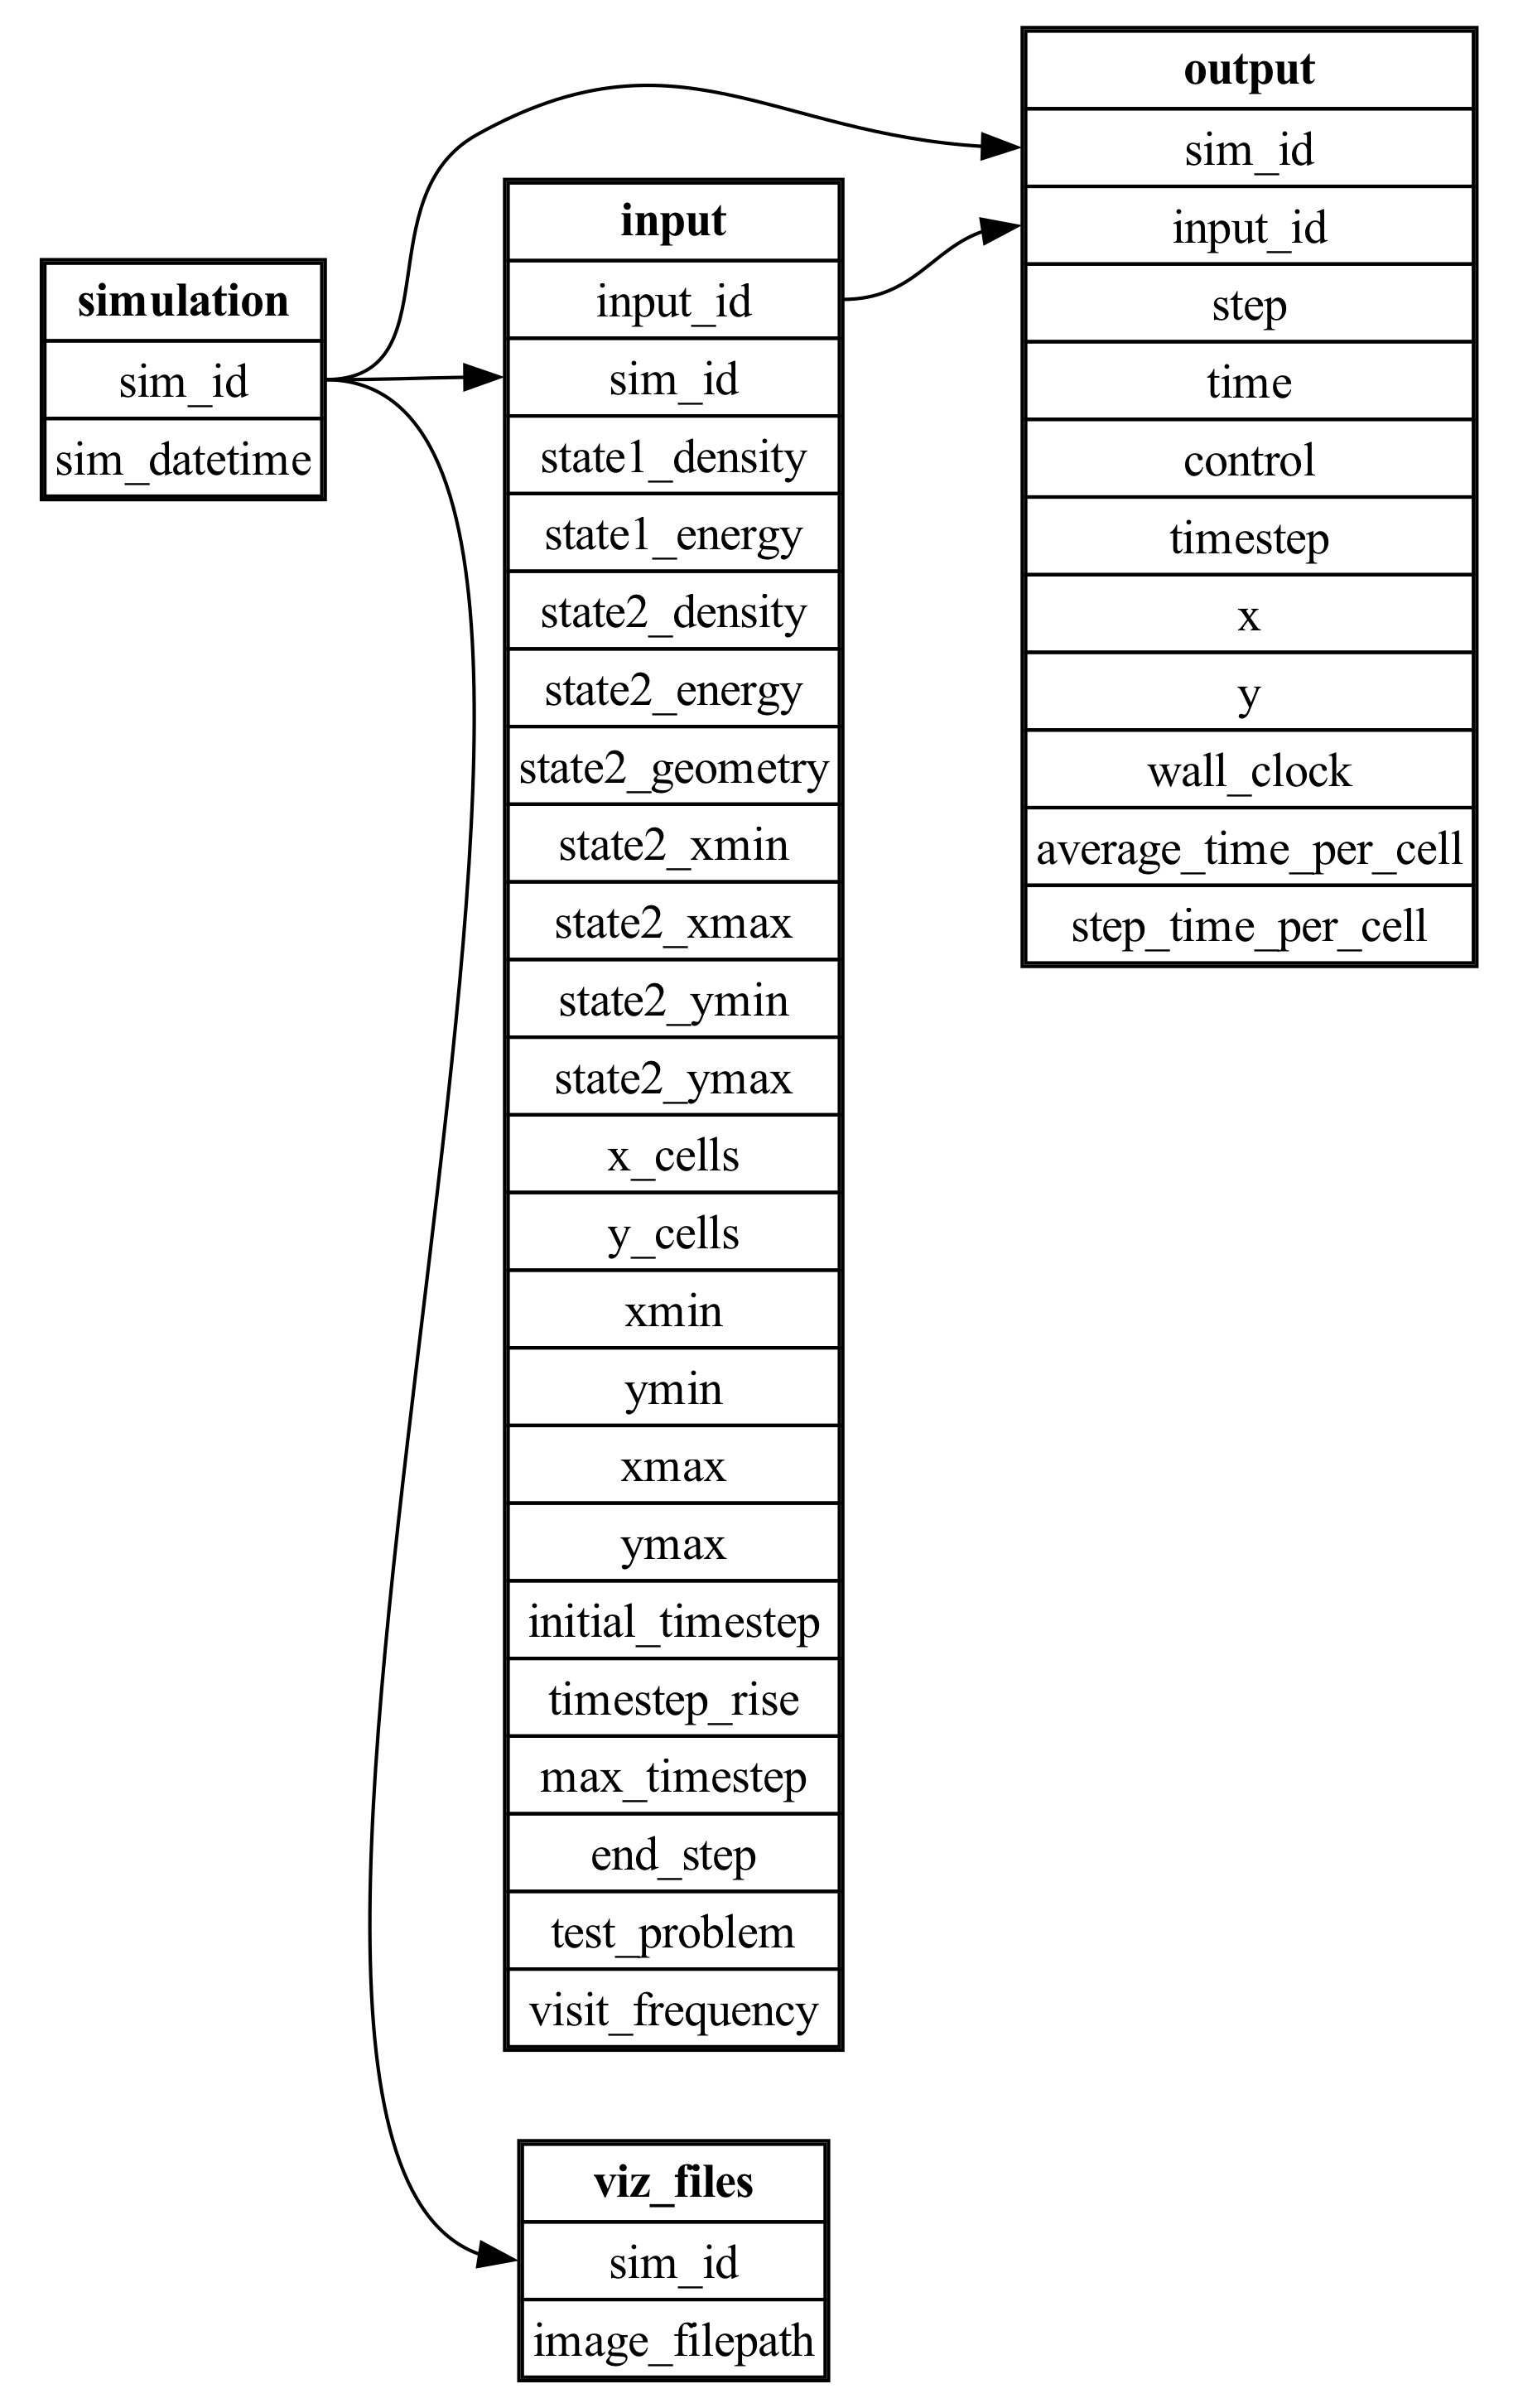 simulation
sim_id
sim_datetime
input
input_id
sim_id
state1_density
state1_energy
state2_density
state2_energy
state2_geometry
state2_xmin
state2_xmax
state2_ymin
state2_ymax
x_cells
y_cells
xmin
ymin
xmax
ymax
initial_timestep
timestep_rise
max_timestep
end_step
test_problem
visit_frequency
output
sim_id
input_id
step
time
control
timestep
x
y
wall_clock
average_time_per_cell
step_time_per_cell
viz_files
sim_id
image_filepath